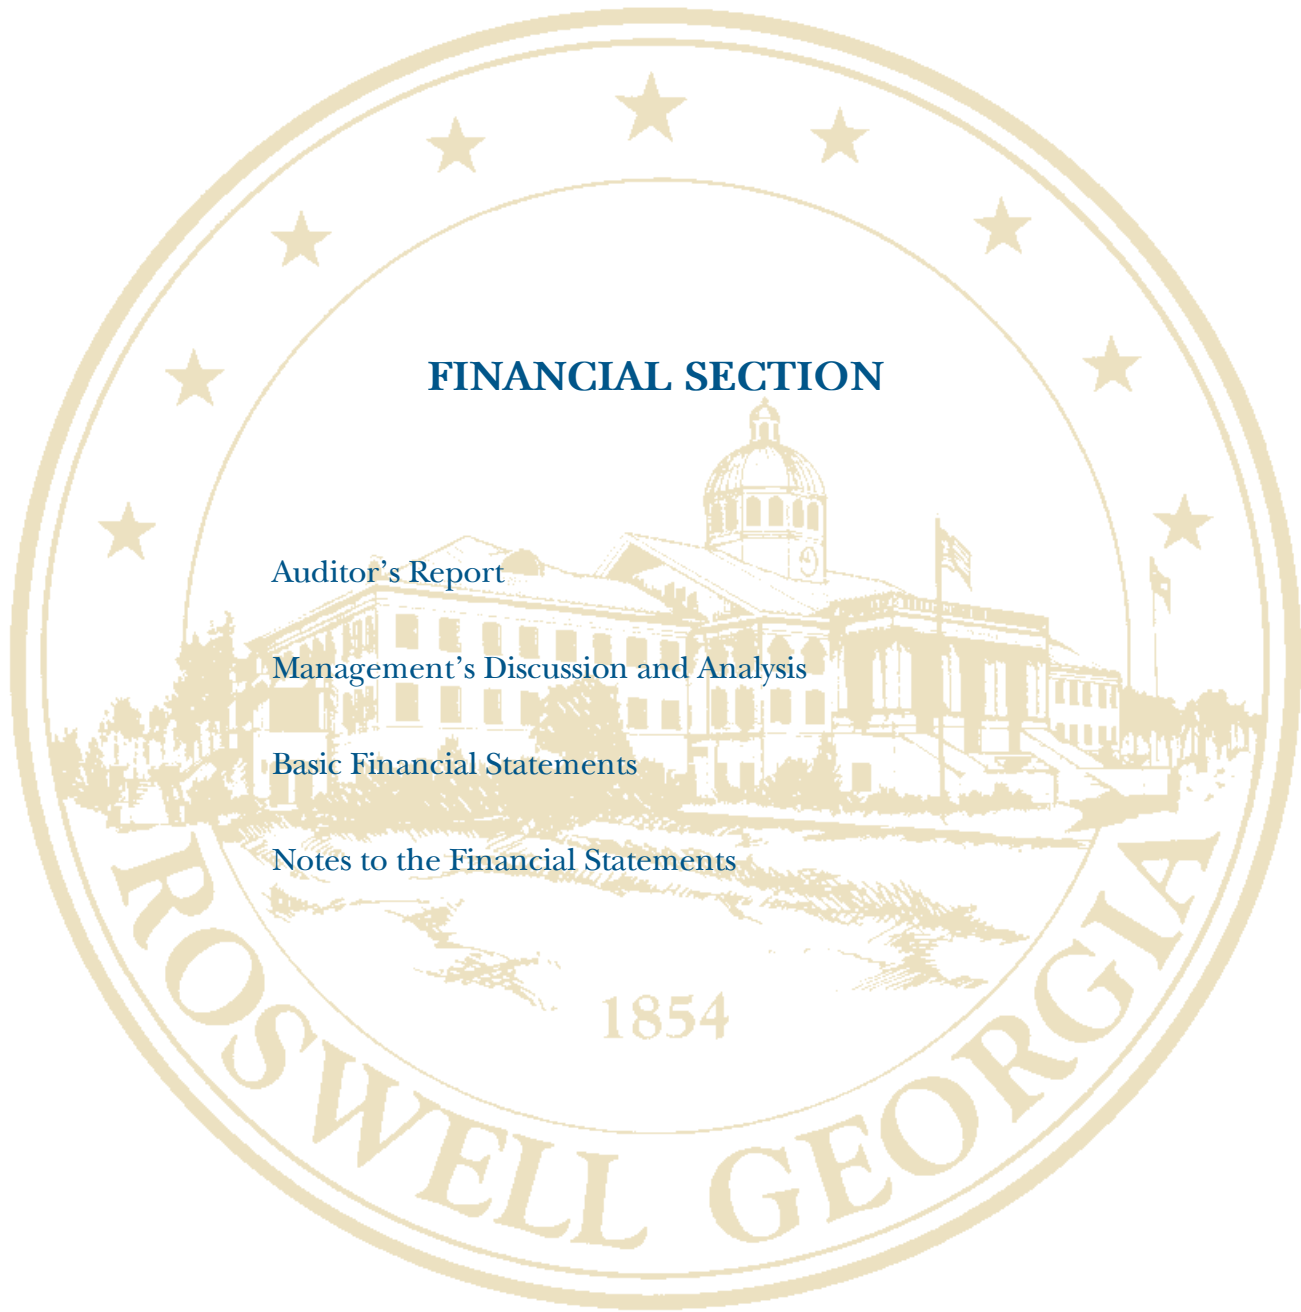 FINANCIAL SECTION
Auditor’s Report
Management’s Discussion and Analysis
Basic Financial Statements
Notes to the Financial Statements
1854
ROSWELL GEORGIA